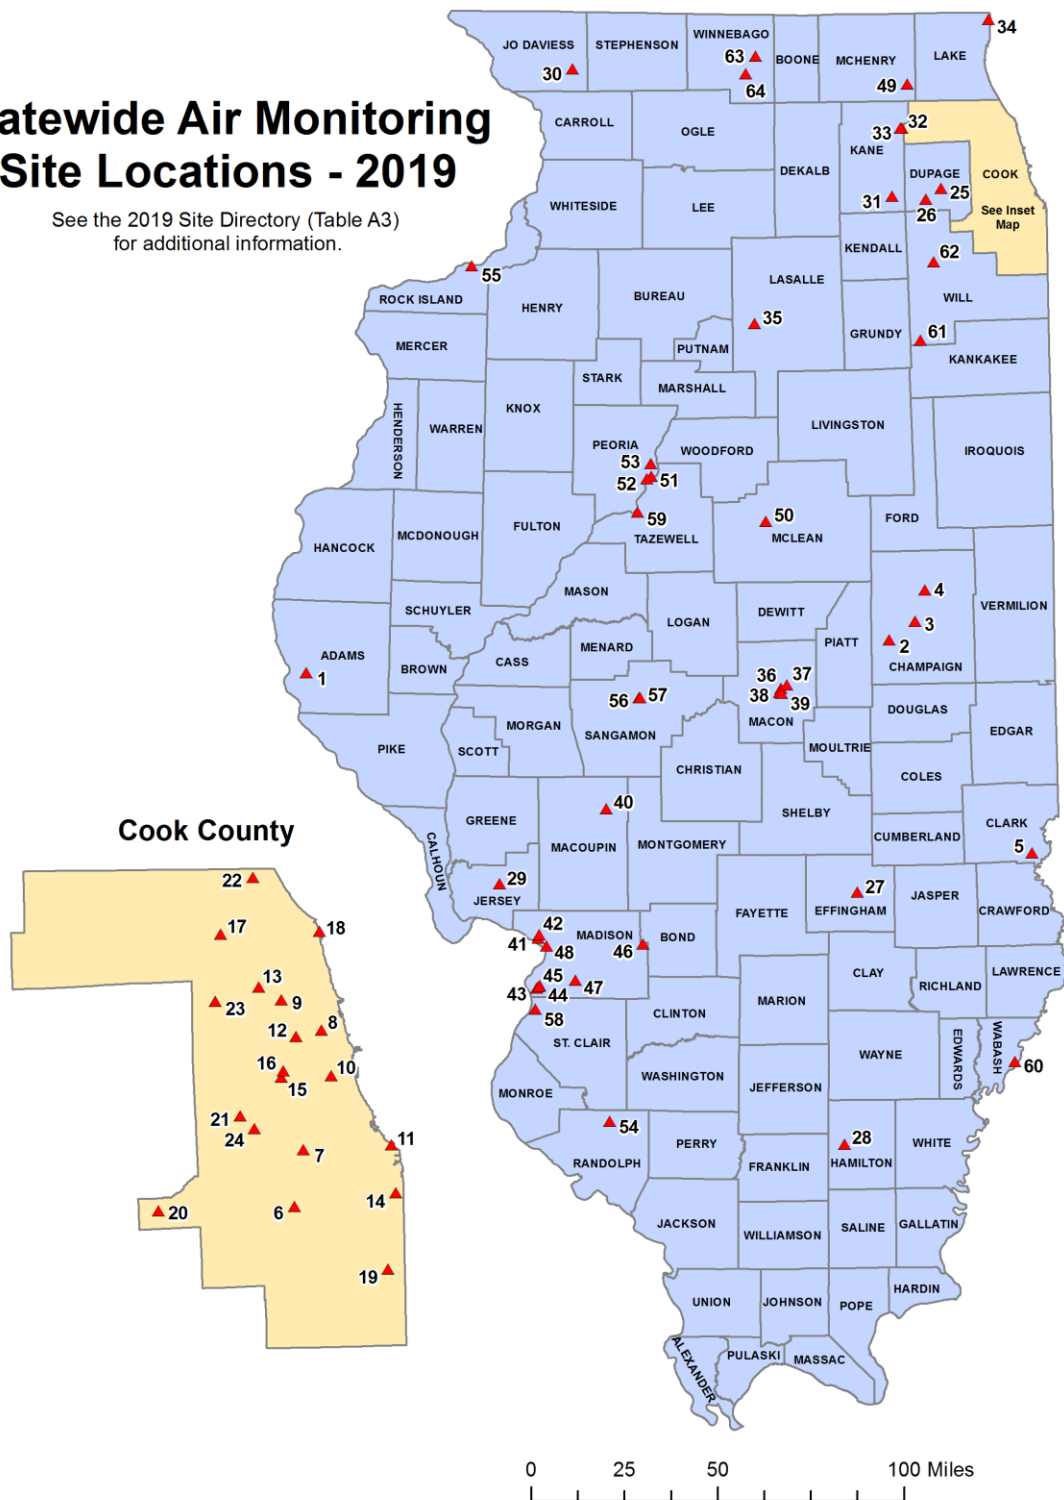 atewide Air Monitoring
Site Locations - 2019
See the 2019 Site Directory (Table A3)
for additional information.
JO DAVIESS
STEPHENSON
WINNEBAGO
BOONE
MCHENRY
LAKE
34
63
30
64
49
CARROLL
OGLE
32
33
KANE
DEKALB
DUPAGE
COOK
See Inset
Map
25
31
26
WHITESIDE
LEE
KENDALL
62
55
LASALLE
ROCK ISLAND
HENRY
BUREAU
WILL
35
61
GRUNDY
MERCER
PUTNAM
KANKAKEE
STARK
MARSHALL
KNOX
HENDERSON
WARREN
LIVINGSTON
PEORIA
WOODFORD
IROQUOIS
53
52
51
59
50
FORD
FULTON
MCDONOUGH
TAZEWELL
MCLEAN
HANCOCK
MASON
4
SCHUYLER
DEWITT
VERMILION
LOGAN
3
MENARD
PIATT
2
ADAMS
CASS
BROWN
CHAMPAIGN
1
36
37
38
39
56
57
DOUGLAS
MACON
MORGAN
SANGAMON
EDGAR
PIKE
SCOTT
MOULTRIE
CHRISTIAN
COLES
40
SHELBY
GREENE
CLARK
Cook County
CUMBERLAND
MACOUPIN
MONTGOMERY
5
CALHOUN
29
JERSEY
27
JASPER
EFFINGHAM
FAYETTE
CRAWFORD
22
17
18
42
41
MADISON
46
BOND
48
13
45
47
CLAY
LAWRENCE
RICHLAND
43
44
23
9
MARION
58
CLINTON
8
12
ST. CLAIR
EDWARDS
WABASH
WAYNE
60
16
10
15
WASHINGTON
JEFFERSON
MONROE
21
24
11
54
28
7
PERRY
WHITE
RANDOLPH
HAMILTON
FRANKLIN
14
20
6
JACKSON
GALLATIN
SALINE
WILLIAMSON
19
HARDIN
UNION
JOHNSON
POPE
ALEXANDER
PULASKI
MASSAC
0 25 50 100 Miles